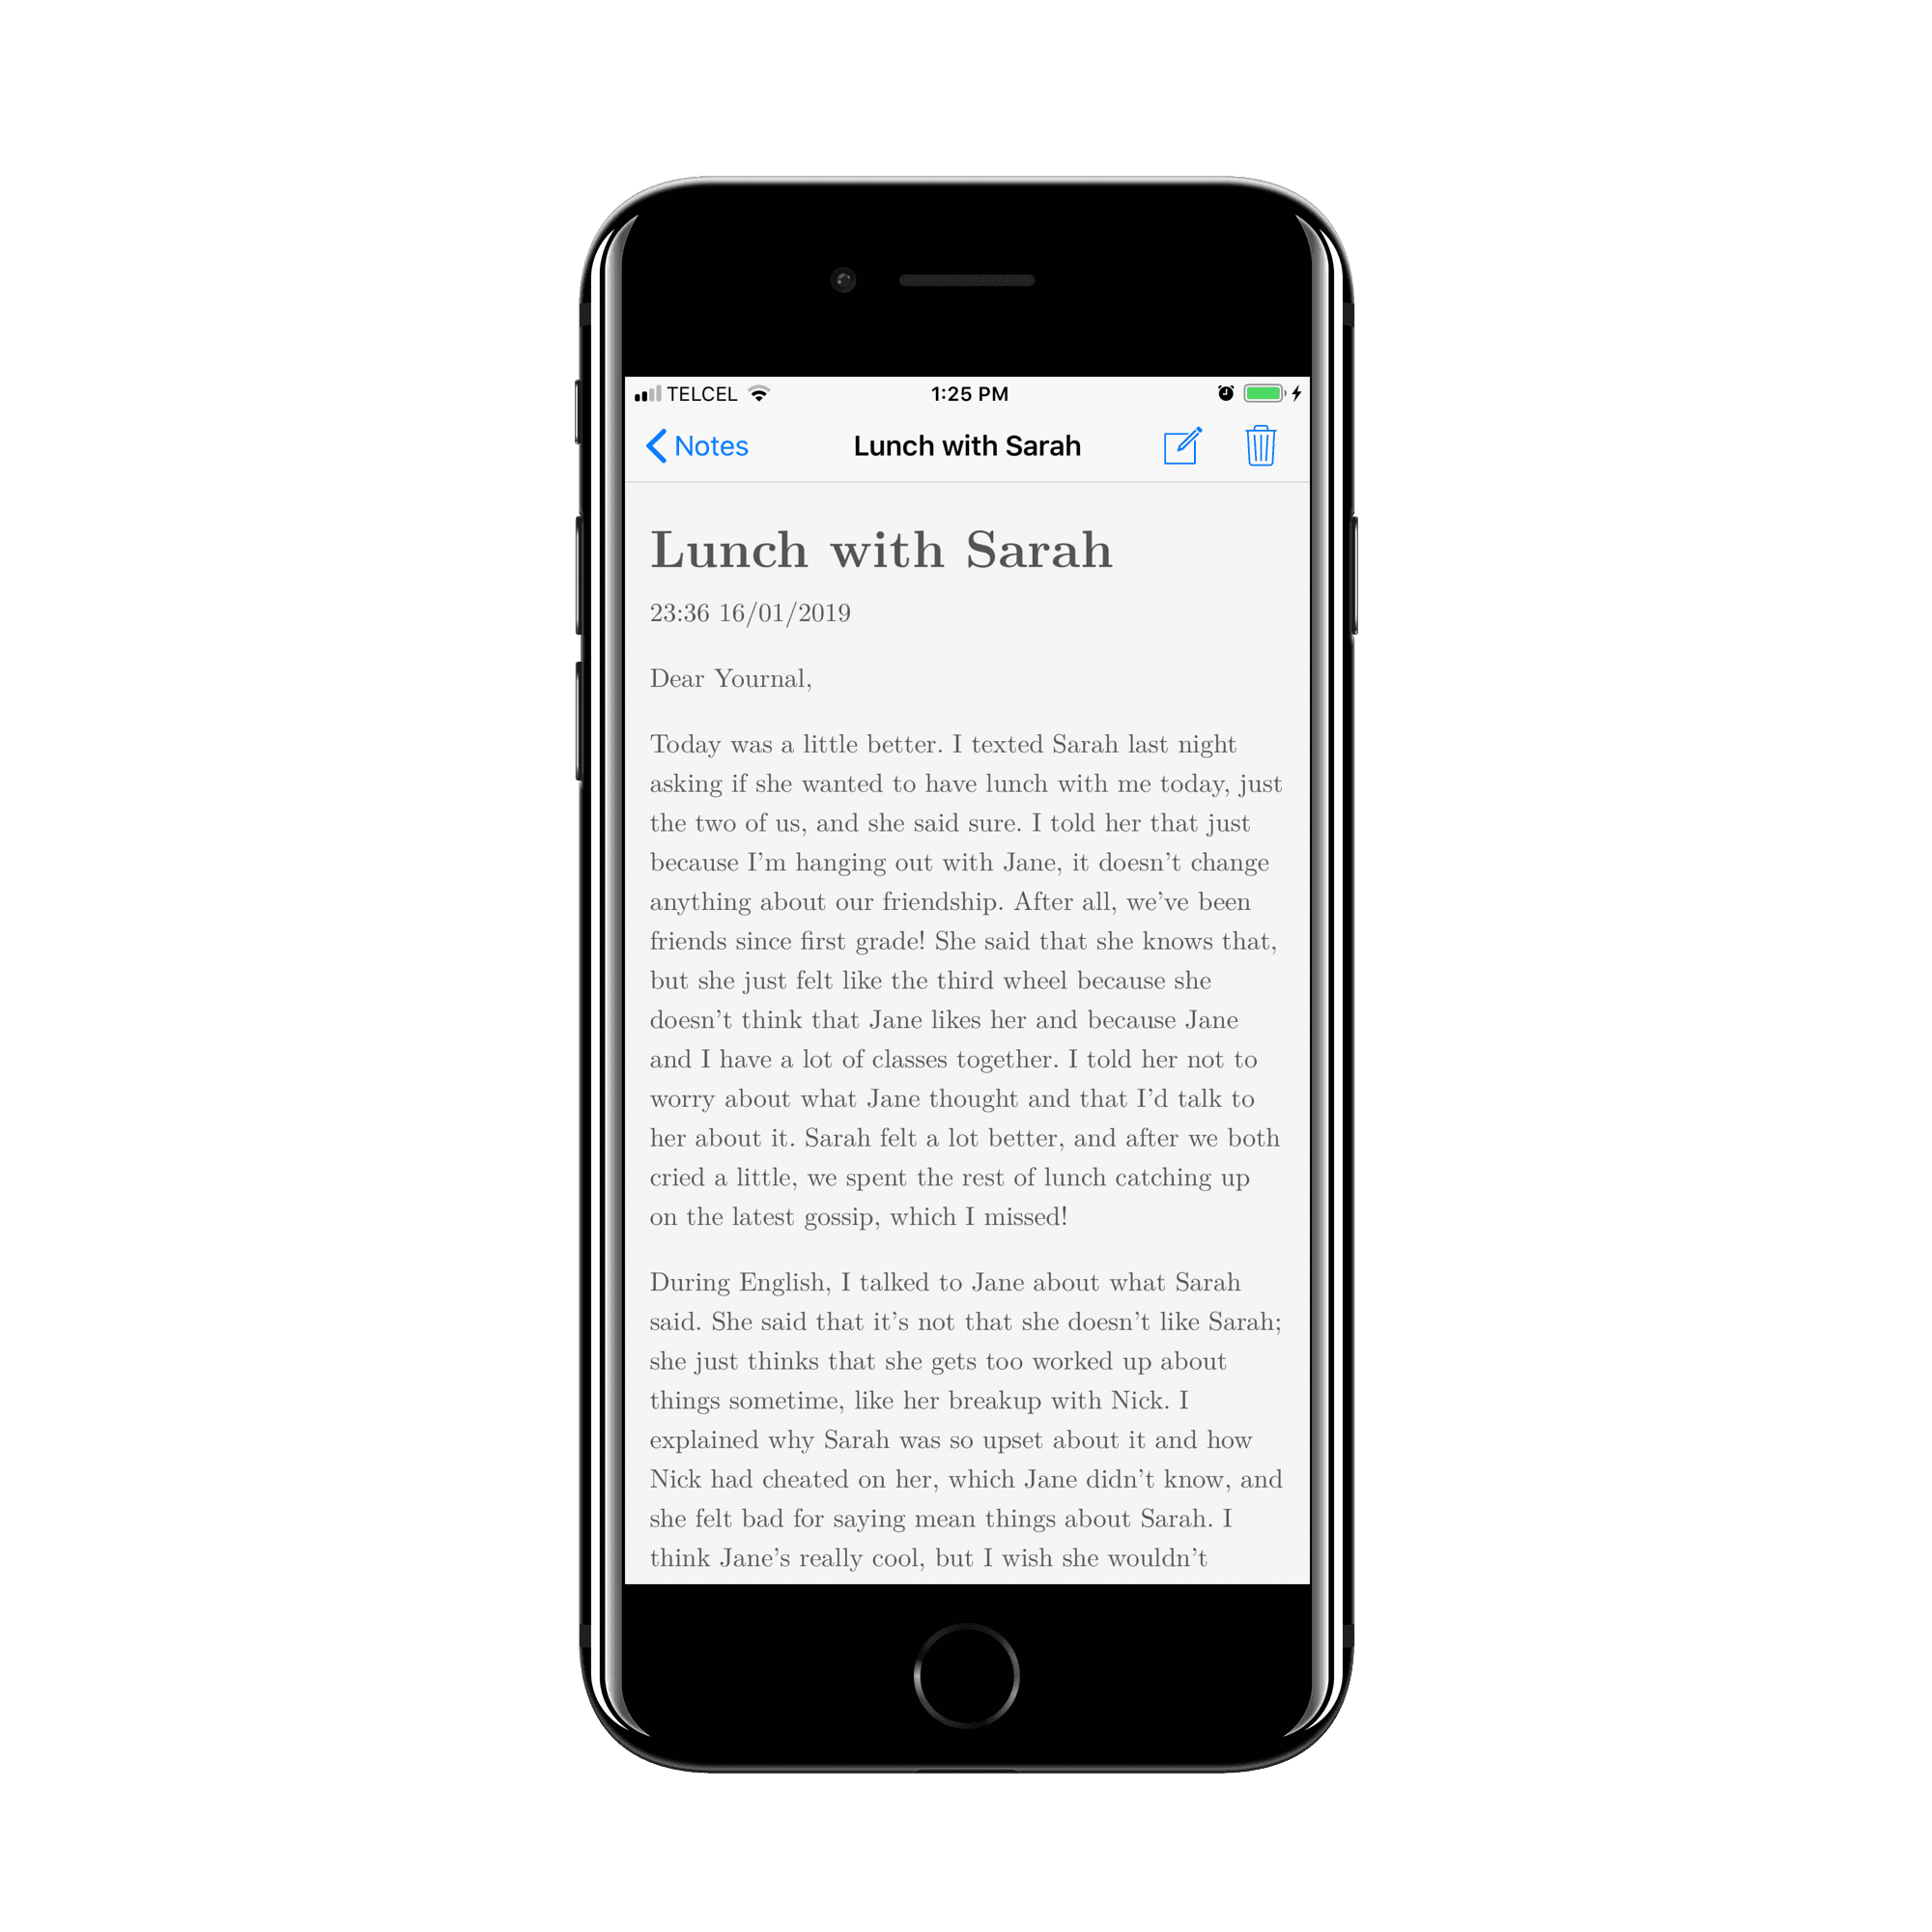 TELCEL 1:25 PM
Notes Lunch with Sarah
Lunch with Sarah
23:36 16/01/2019
Dear Yournal,
Today was a little better. I texted Sarah last night
asking if she wanted to have lunch with me today, just
the two of us, and she said sure. I told her that just
because I'm hanging out with Jane, it doesn't change
anything about our friendship. After all, we've been
friends since first grade! She said that she knows that,
but she just felt like the third wheel because she
doesn't think that Jane likes her and because Jane
and I have a lot of classes together. I told her not to
worry about what Jane thought and that I'd talk to
her about it. Sarah felt a lot better, and after we both
cried a little, we spent the rest of lunch catching up
on the latest gossip, which I missed!
During English, I talked to Jane about what Sarah
said. She said that it's not that she doesn't like Sarah;
she just thinks that she gets too worked up about
things sometime, like her breakup with Nick. I
explained why Sarah was so upset about it and how
Nick had cheated on her, which Jane didn't know, and
she felt bad for saying mean things about Sarah. I
think Jane's really cool, but I wish she wouldn't